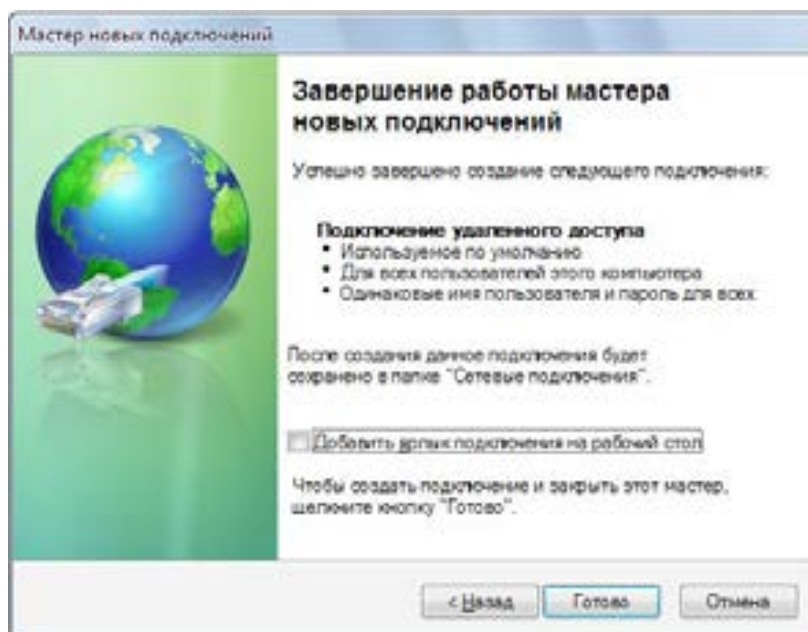 Мастер новых подключений
Завершение работы мастера
новых подключений
Успешно завершено создание следующего подключения:
Подключение удаленного доступа
• Используемое по умолчанию
• Для всех пользователей этого компьютера
• Одинаковые имя пользователя и пароль для всех
После создания данное подключения будет
сохранено в папке "Сетевые подключения".
Добавить ярлык подключения на рабочий стол
Чтобы создать подключение и закрыть этот мастер,
щелкните кнопку "Готово".
< Назад Готово Отмена